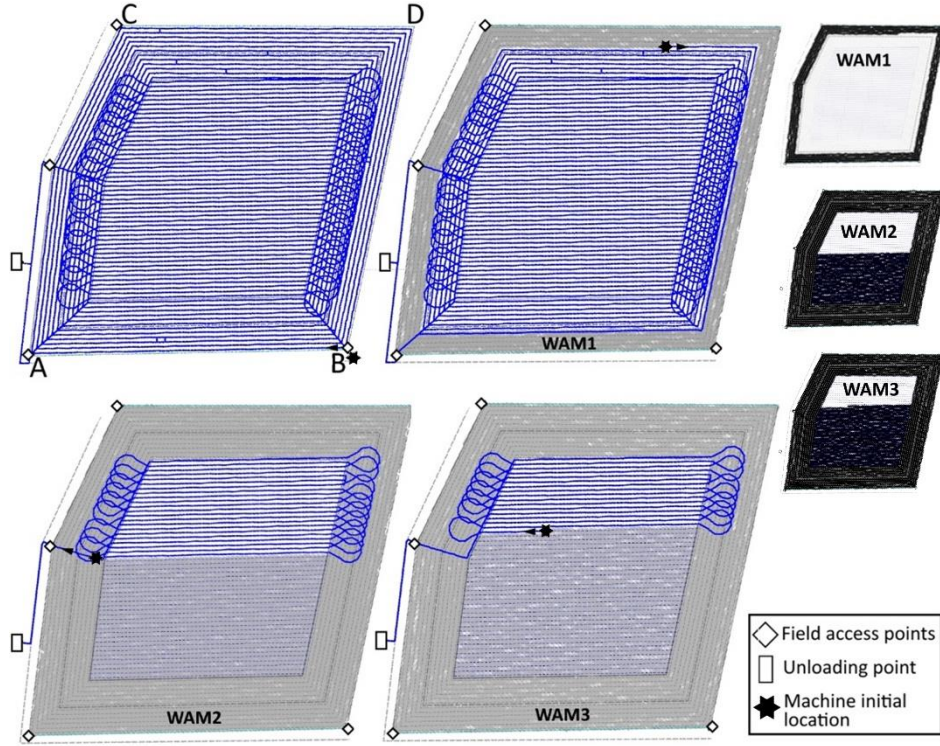 C
D
WAM1
WAM2
A
B
WAM1
WAM3
WAM2
WAM3
Field access points
Unloading point
Machine initial
location